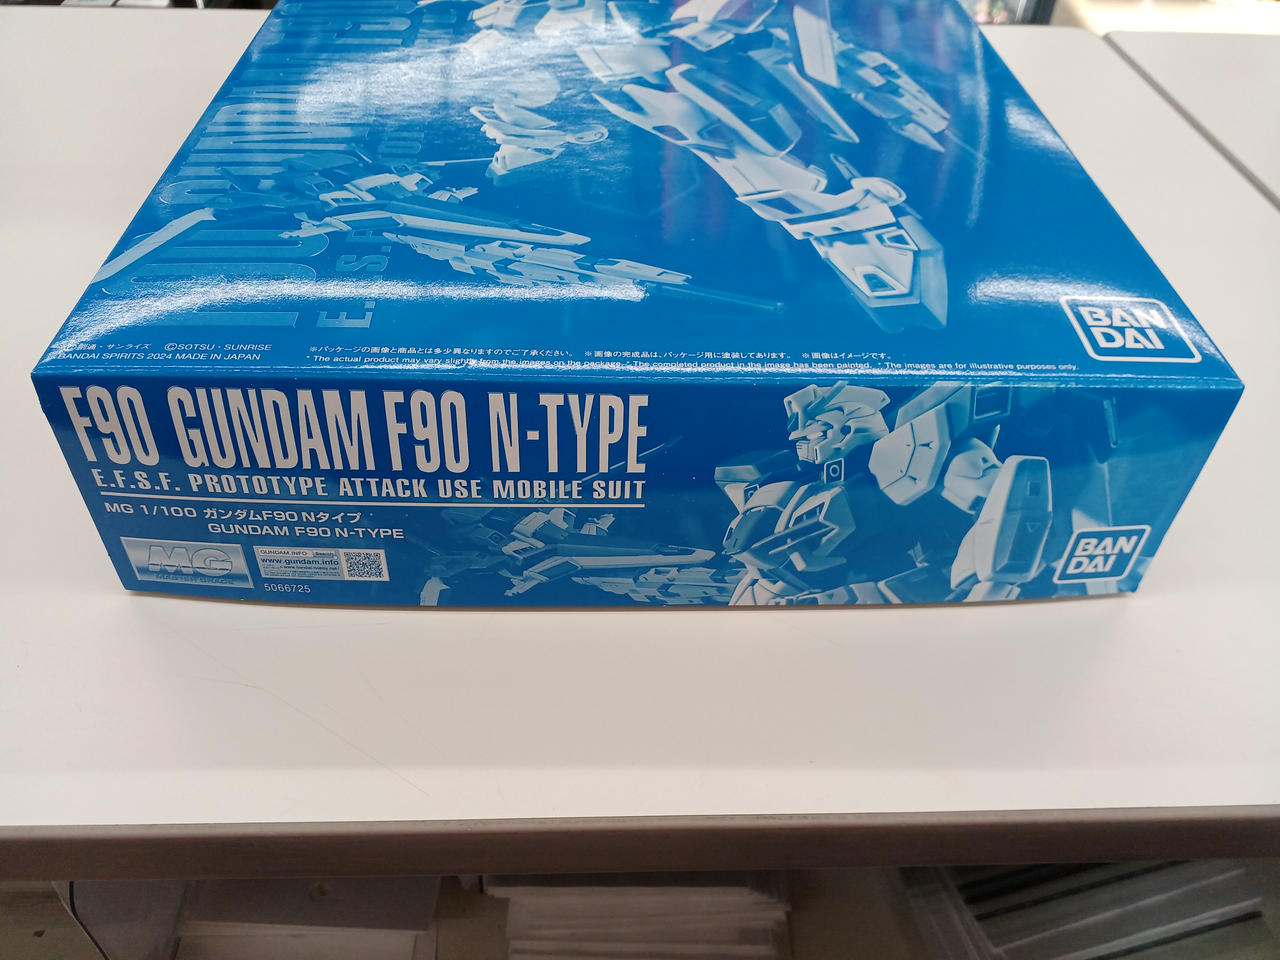 創通・サンライズ ©SOTSU・SUNRISE
BANDAI SPIRITS 2024 MADE IN JAPAN
※パッケージの画像と商品とは多少異なりますのでご了承ください。 ※画像の完成品は、パッケージ用に塗装してあります。 ※画像はイメージです。
* The actual product may vary slightly from the images on the package. * The completed product in the image has been painted. * The images are for illustrative purposes only.
BAN
DAI
F90 GUNDAM F90 N-TYPE
E.F.S.F. PROTOTYPE ATTACK USE MOBILE SUIT
MG 1/100 ガンダムF90 Nタイプ
GUNDAM F90 N-TYPE
MG
MASTER GRADE
GUNDAM.INFO
www.gundam.info
5066725
BAN
DAI